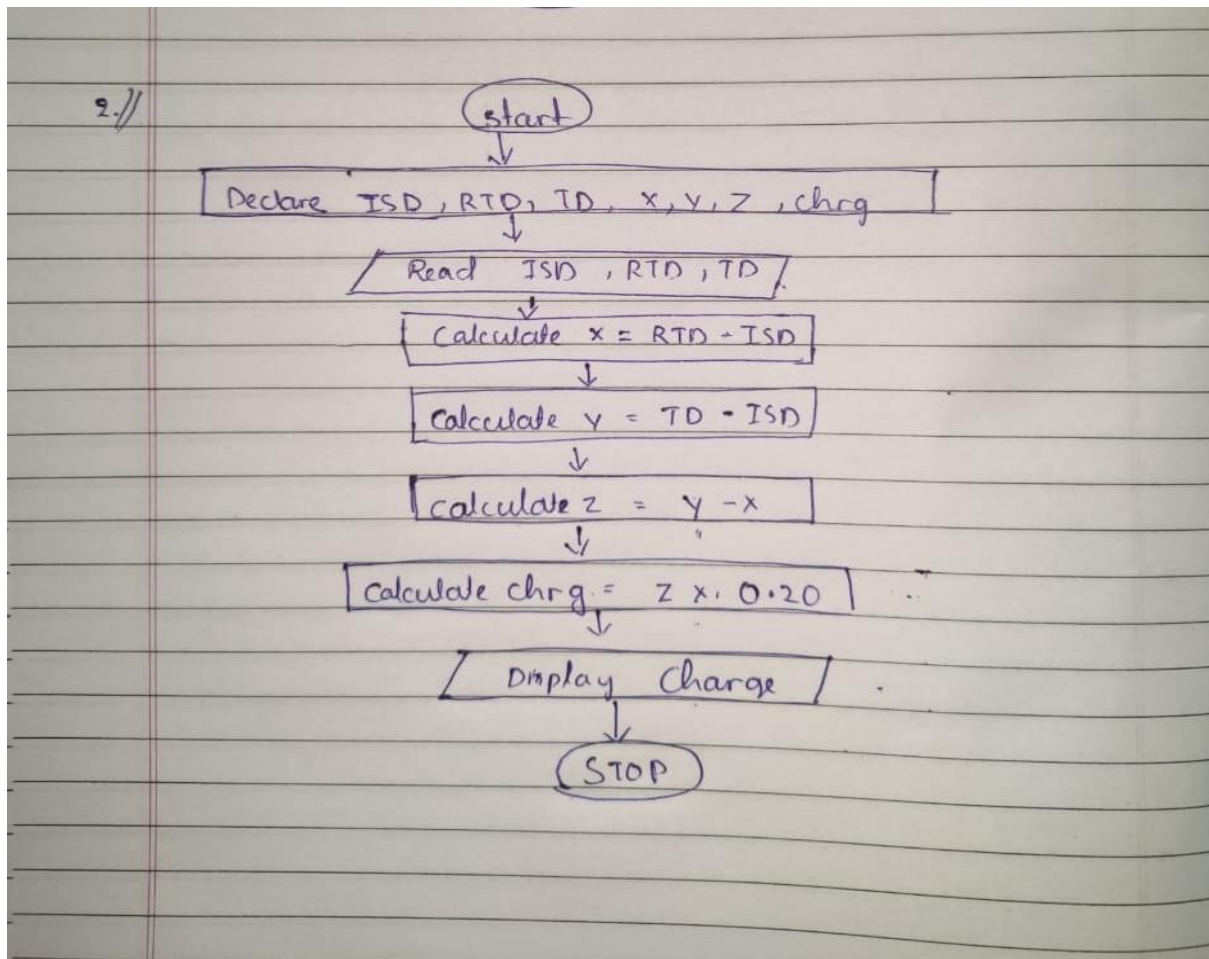 2.//
start
Declare ISD, RTD, TD, X, Y, Z, chrg
Read ISD, RTD, TD
Calculate x = RTD - ISD
Calculate y = TD - ISD
Calculate z = y - x
Calculate chrg = z x 0.20
Display Charge
STOP